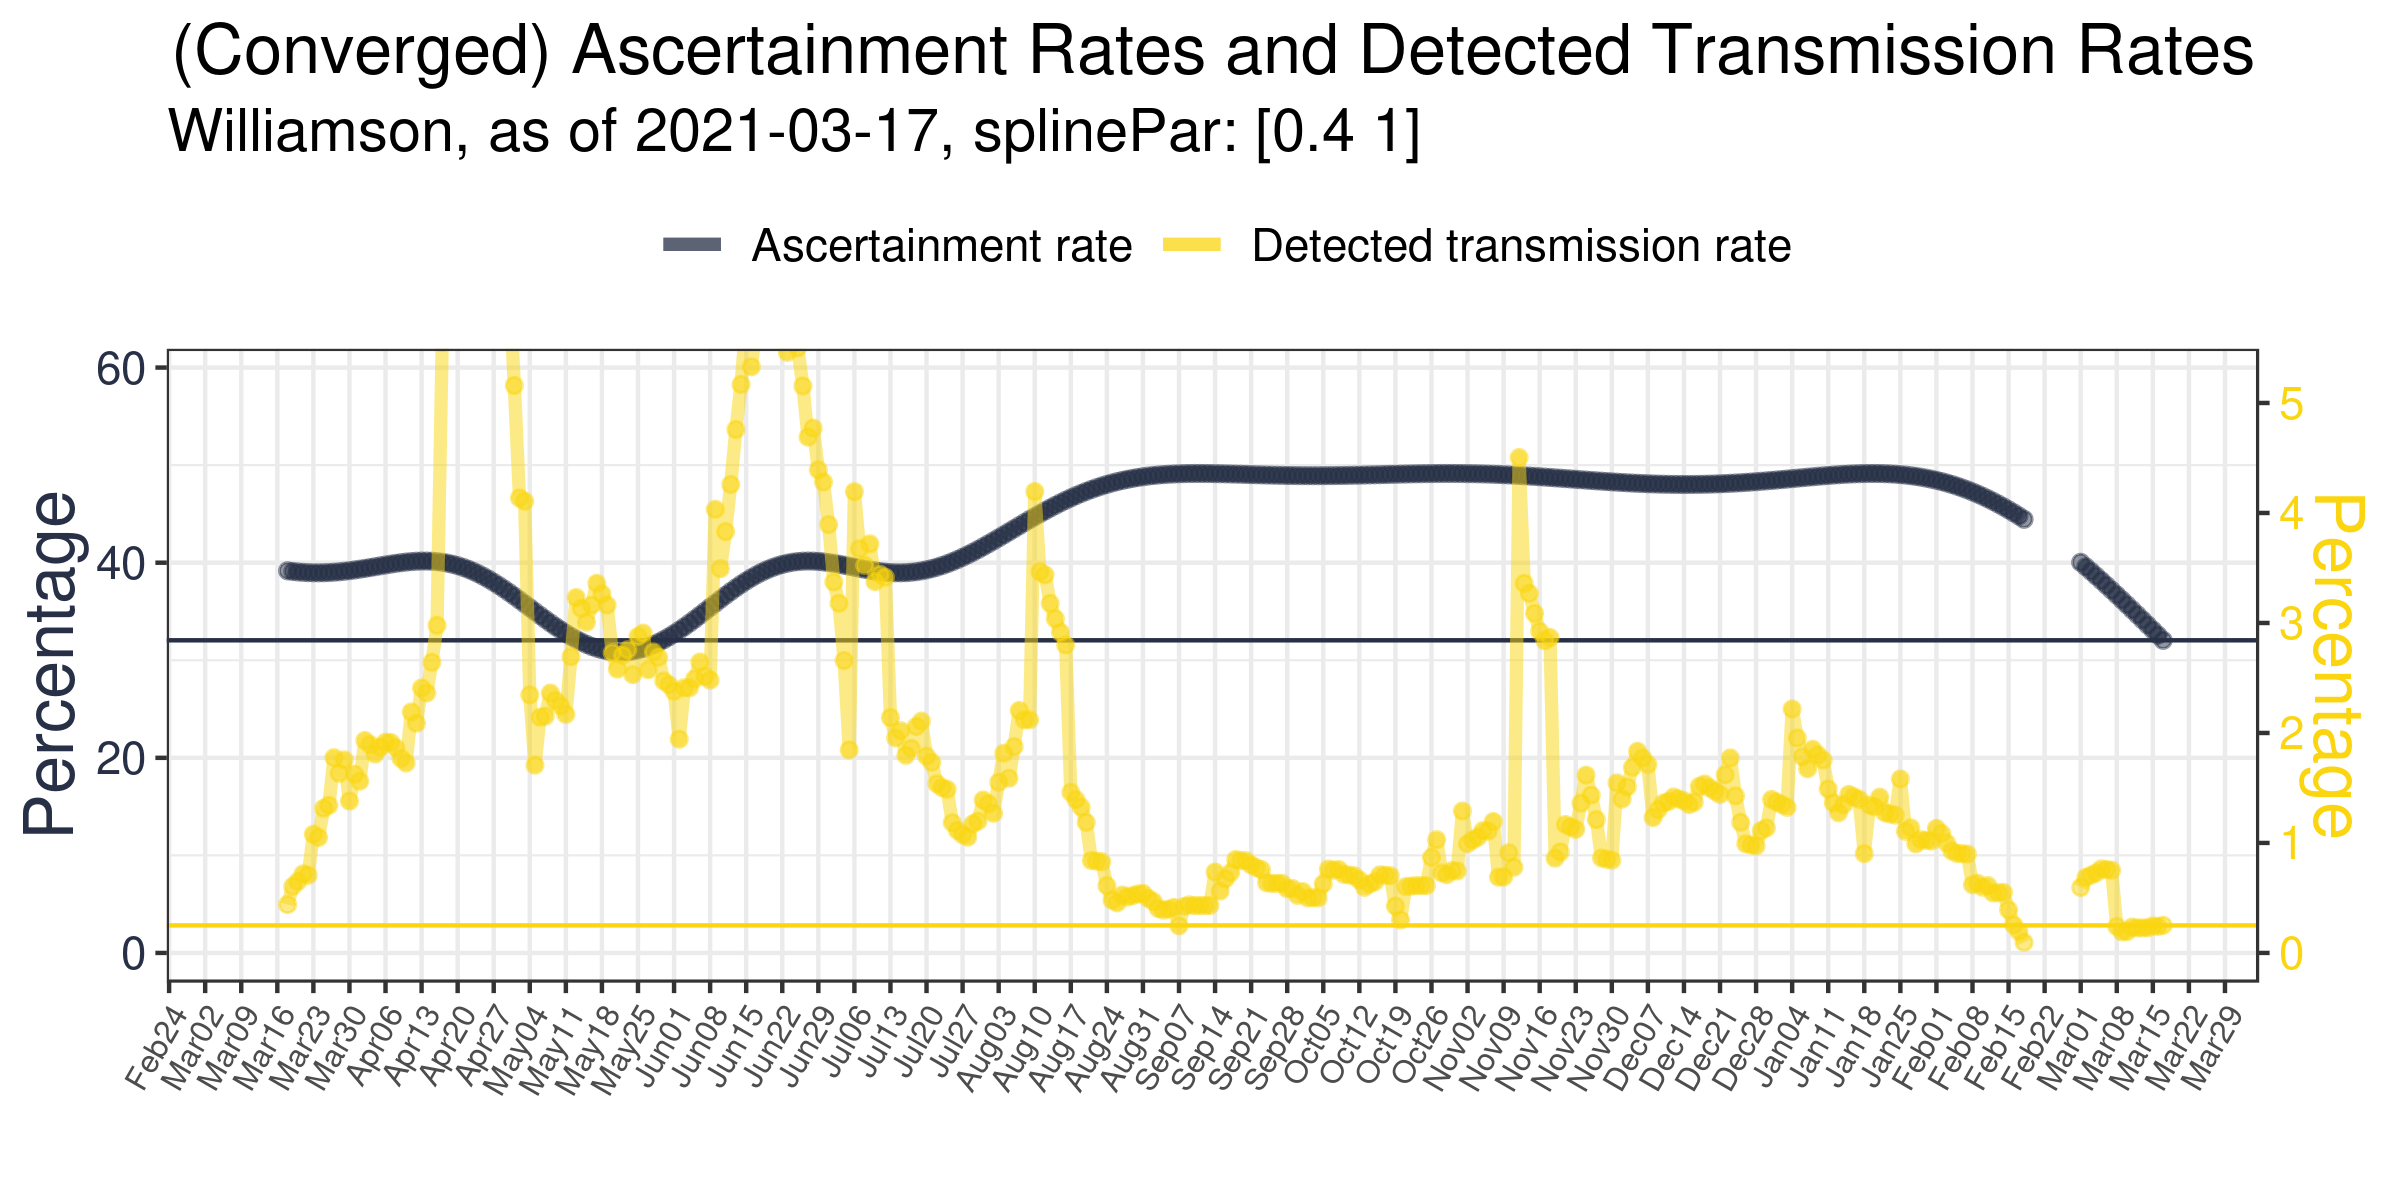 (Converged) Ascertainment Rates and Detected Transmission Rates
Williamson, as of 2021-03-17, splinePar: [0.4 1]
Ascertainment rate Detected transmission rate
Percentage
60
40
20
0
5
4
3
2
1
0
Percentage
Feb24 Mar02 Mar09 Mar16 Mar23 Mar30 Apr06 Apr13 Apr20 Apr27 May04 May11 May18 May25 Jun01 Jun08 Jun15 Jun22 Jun29 Jul06 Jul13 Jul20 Jul27 Aug03 Aug10 Aug17 Aug24 Aug31 Sep07 Sep14 Sep21 Sep28 Oct05 Oct12 Oct19 Oct26 Nov02 Nov09 Nov16 Nov23 Nov30 Dec07 Dec14 Dec21 Dec28 Jan04 Jan11 Jan18 Jan25 Feb01 Feb08 Feb15 Feb22 Mar01 Mar08 Mar15 Mar22 Mar29